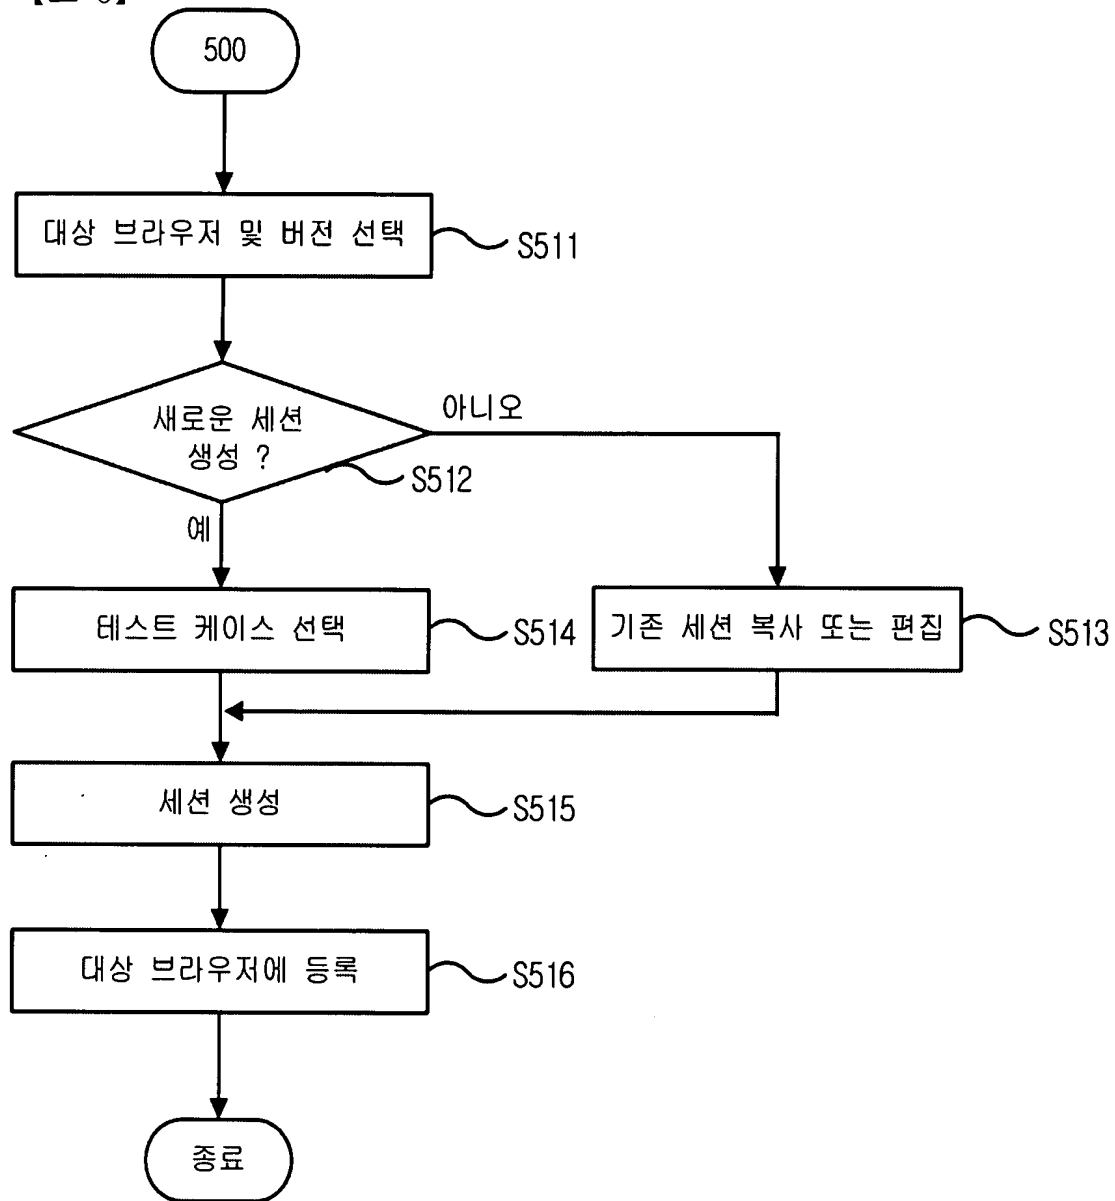 500
대상 브라우저 및 버전 선택
S511
새로운 세션
생성 ?
아니오
S512
예
테스트 케이스 선택
S514
기존 세션 복사 또는 편집
S513
세션 생성
S515
대상 브라우저에 등록
S516
종료